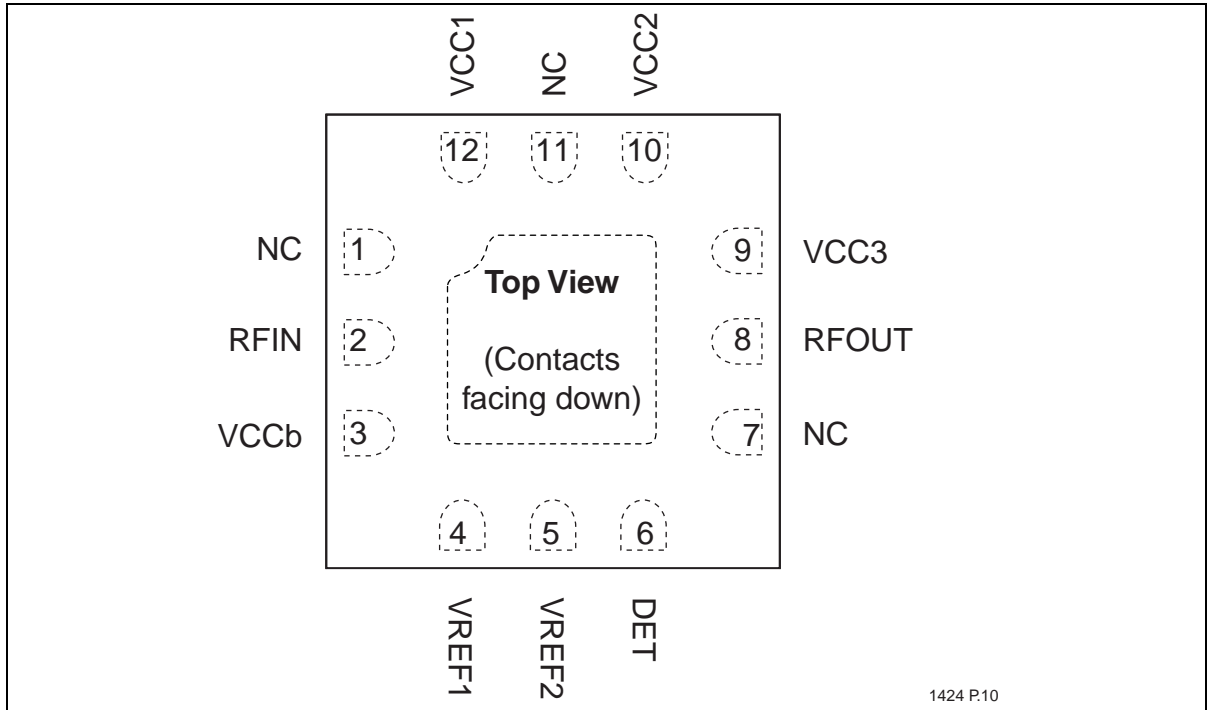 VCC1
NC
VCC2
12
11
10
NC
1
9
VCC3
Top View
RFIN
2
8
RFOUT
(Contacts
facing down)
VCCb
3
7
NC
4
5
6
VREF1
VREF2
DET
1424 P.10